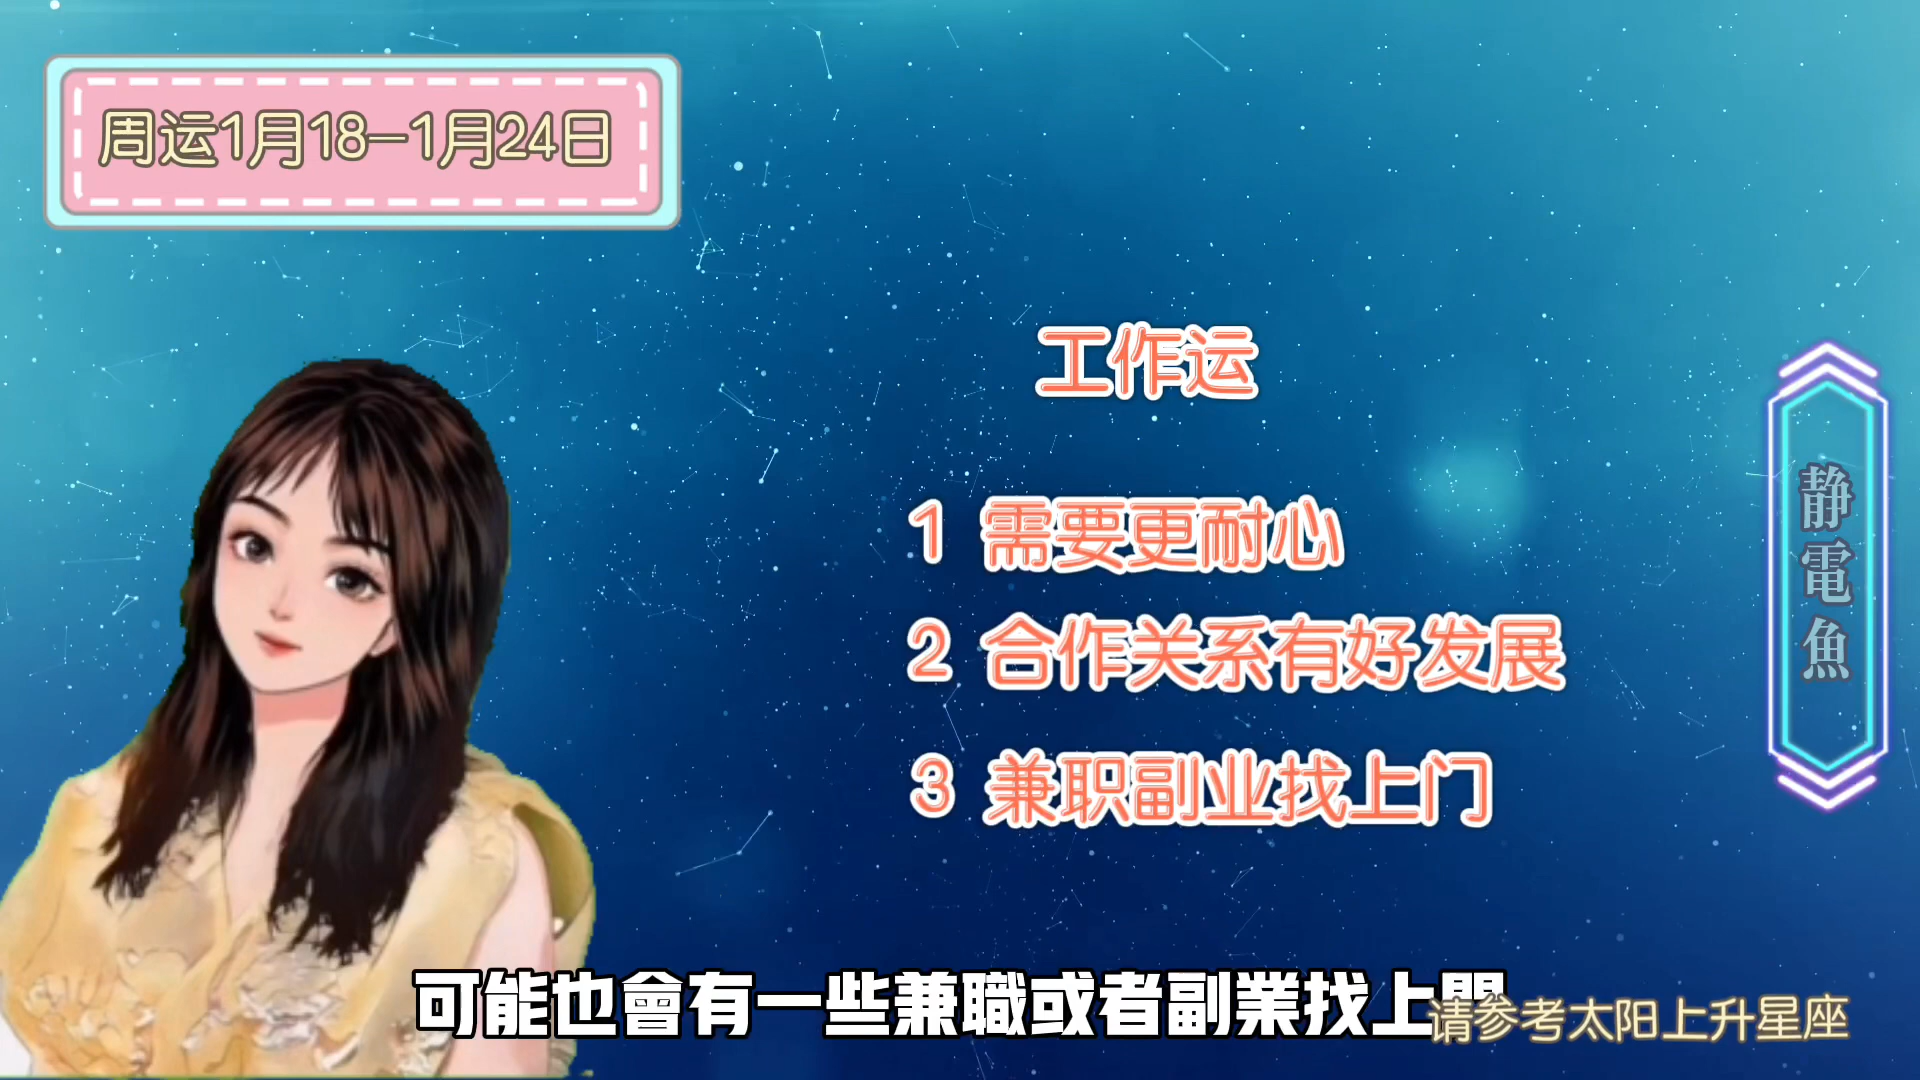 周运1月18-1月24日
工作运
1 需要更耐心
2 合作关系有好发展
3 兼职副业找上门
静電魚
可能也會有一些兼職或者副業找上門
请参考太阳上升星座